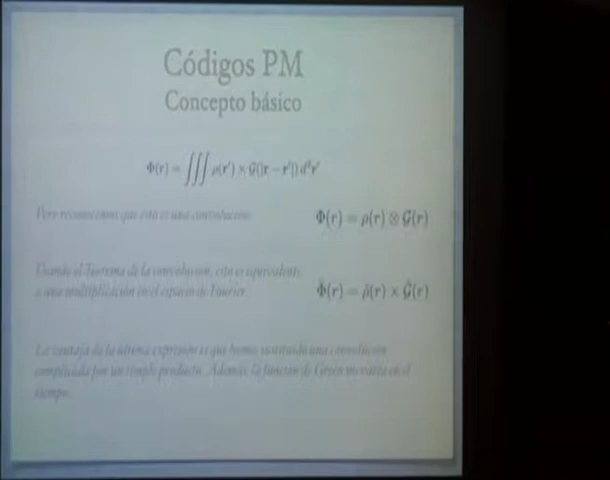 Códigos PM
Concepto básico
Φ(r) = ∭ ρ(r') × G(|r − r'|) d³r'
Pero reconocemos que esto es una convolución
Φ(r) = ρ(r) ⊗ G(r)
Usando el Teorema de la convolución, esto es equivalente
a una multiplicación en el espacio de Fourier
Φ̂(r) = ρ̂(r) × Ĝ(r)
La ventaja de la última expresión es que hemos sustituido una convolución
complicada por un simple producto. Además, la función de Green no varía en el
tiempo.